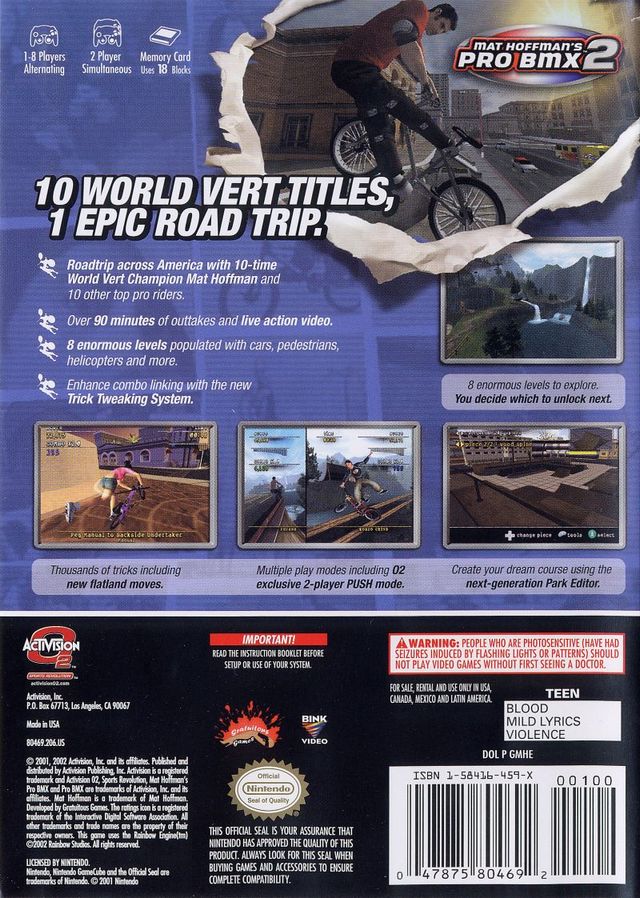 1-8 Players
Alternating
2 Player
Simultaneous
Memory Card
Uses 18 Blocks
MAT HOFFMAN'S
PRO BMX 2
10 WORLD VERT TITLES,
1 EPIC ROAD TRIP.
Roadtrip across America with 10-time
World Vert Champion Mat Hoffman and
10 other top pro riders.
Over 90 minutes of outtakes and live action video.
8 enormous levels populated with cars, pedestrians,
helicopters and more.
Enhance combo linking with the new
Trick Tweaking System.
8 enormous levels to explore.
You decide which to unlock next.
Peg Manual to Backside Undertaker
change piece
tools
select
Thousands of tricks including
new flatland moves.
Multiple play modes including O2
exclusive 2-player PUSH mode.
Create your dream course using the
next-generation Park Editor.
ACTIVISION
O2
SPORTS REVOLUTION
activisiono2.com
Activision, Inc.
P.O. Box 67713, Los Angeles, CA 90067
Made in USA
80469.206.US
© 2001, 2002 Activision, Inc. and its affiliates. Published and
distributed by Activision Publishing, Inc. Activision is a registered
trademark and Activision O2, Sports Revolution, Mat Hoffman's
Pro BMX and Pro BMX are trademarks of Activision, Inc. and its
affiliates. Mat Hoffman is a trademark of Mat Hoffman.
Developed by Gratuitous Games. The ratings icon is a registered
trademark of the Interactive Digital Software Association. All
other trademarks and trade names are the property of their
respective owners. This game uses the Rainbow Engine(tm)
©2002 Rainbow Studios. All rights reserved.
LICENSED BY NINTENDO.
Nintendo, Nintendo GameCube and the Official Seal are
trademarks of Nintendo. © 2001 Nintendo
IMPORTANT!
READ THE INSTRUCTION BOOKLET BEFORE
SETUP OR USE OF YOUR SYSTEM.
Gratuitous
Games
BINK
VIDEO
Official
Nintendo
Seal of Quality
THIS OFFICIAL SEAL IS YOUR ASSURANCE THAT
NINTENDO HAS APPROVED THE QUALITY OF THIS
PRODUCT. ALWAYS LOOK FOR THIS SEAL WHEN
BUYING GAMES AND ACCESSORIES TO ENSURE
COMPLETE COMPATIBILITY.
WARNING: PEOPLE WHO ARE PHOTOSENSITIVE (HAVE HAD
SEIZURES INDUCED BY FLASHING LIGHTS OR PATTERNS) SHOULD
NOT PLAY VIDEO GAMES WITHOUT FIRST SEEING A DOCTOR.
FOR SALE, RENTAL AND USE ONLY IN USA,
CANADA, MEXICO AND LATIN AMERICA.
TEEN
BLOOD
MILD LYRICS
VIOLENCE
DOL P GMHE
ISBN 1-58416-459-X
00100
0 47875 80469 2